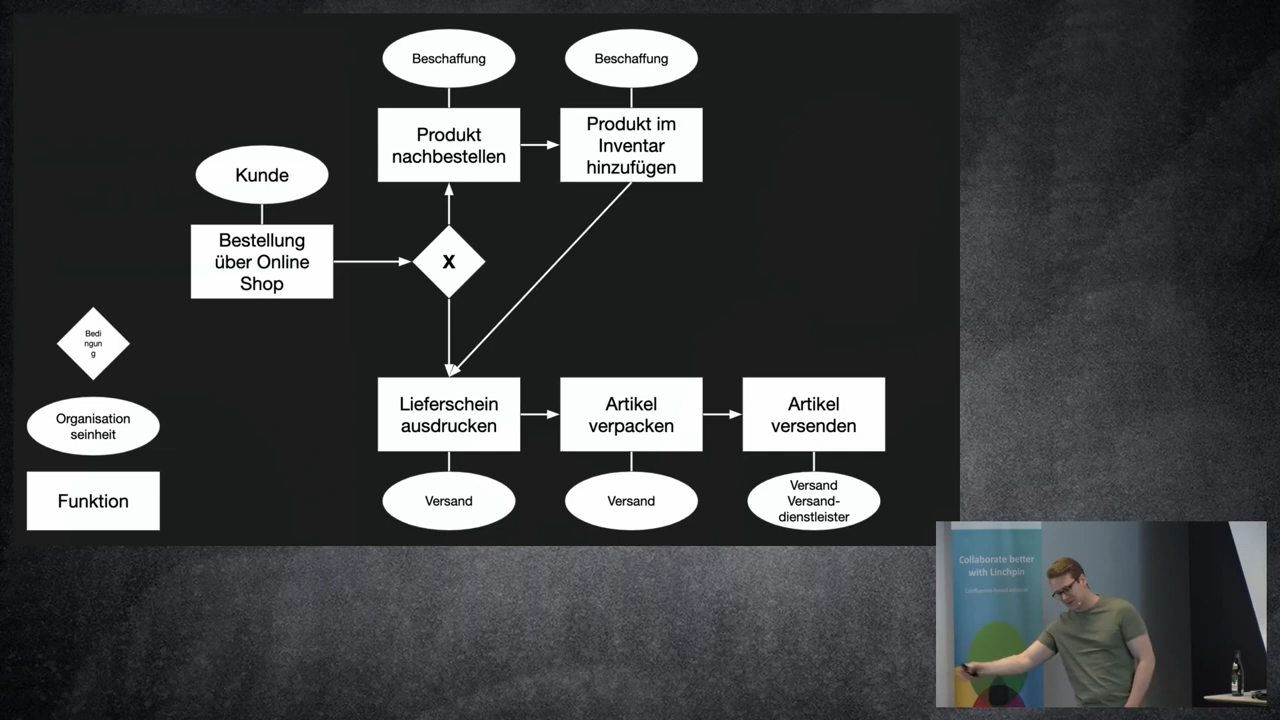 Beschaffung
Beschaffung
Produkt
nachbestellen
Produkt im
Inventar
hinzufügen
Kunde
Bestellung
über Online
Shop
X
Bedi
ngun
g
Organisation
seinheit
Funktion
Lieferschein
ausdrucken
Artikel
verpacken
Artikel
versenden
Versand
Versand
Versand
Versand-
dienstleister
Collaborate better
with Linchpin